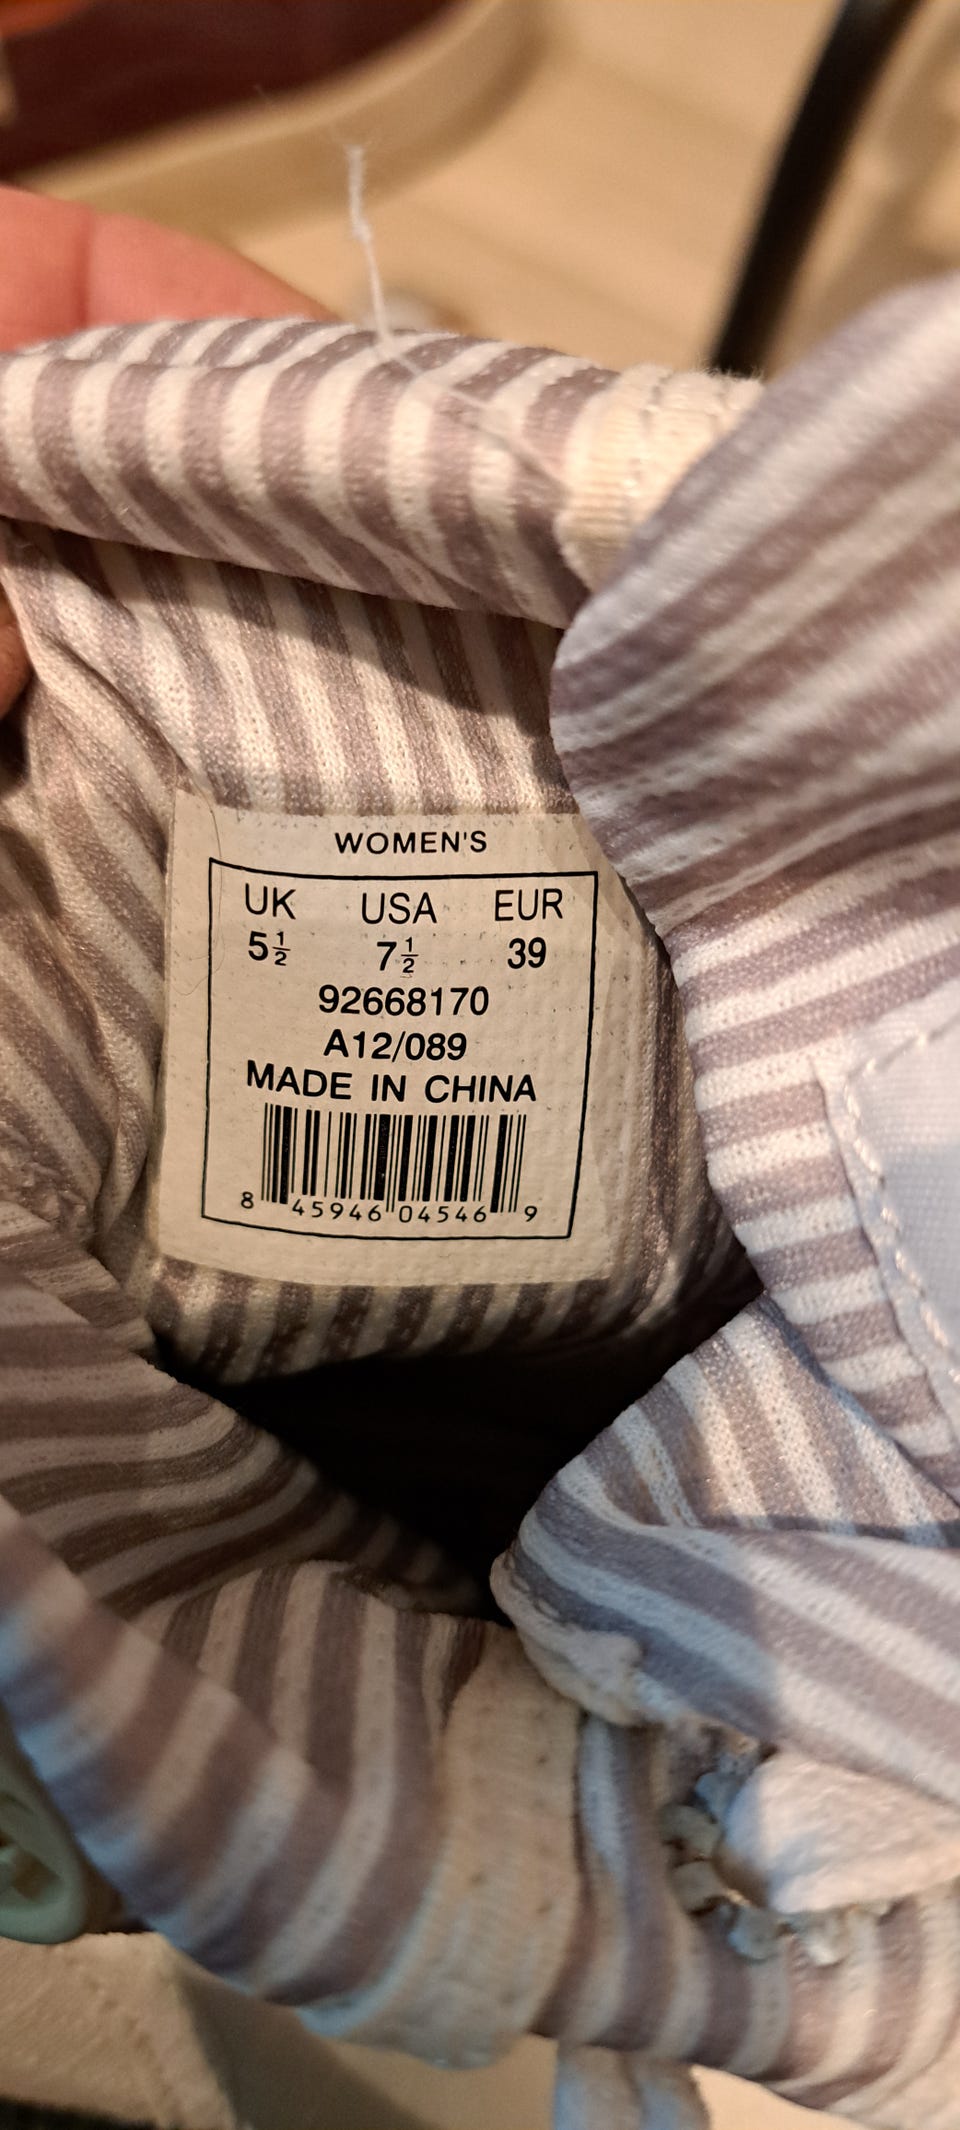 WOMEN'S
UK USA EUR
5½ 7½ 39
92668170
A12/089
MADE IN CHINA
8 45946 04546 9